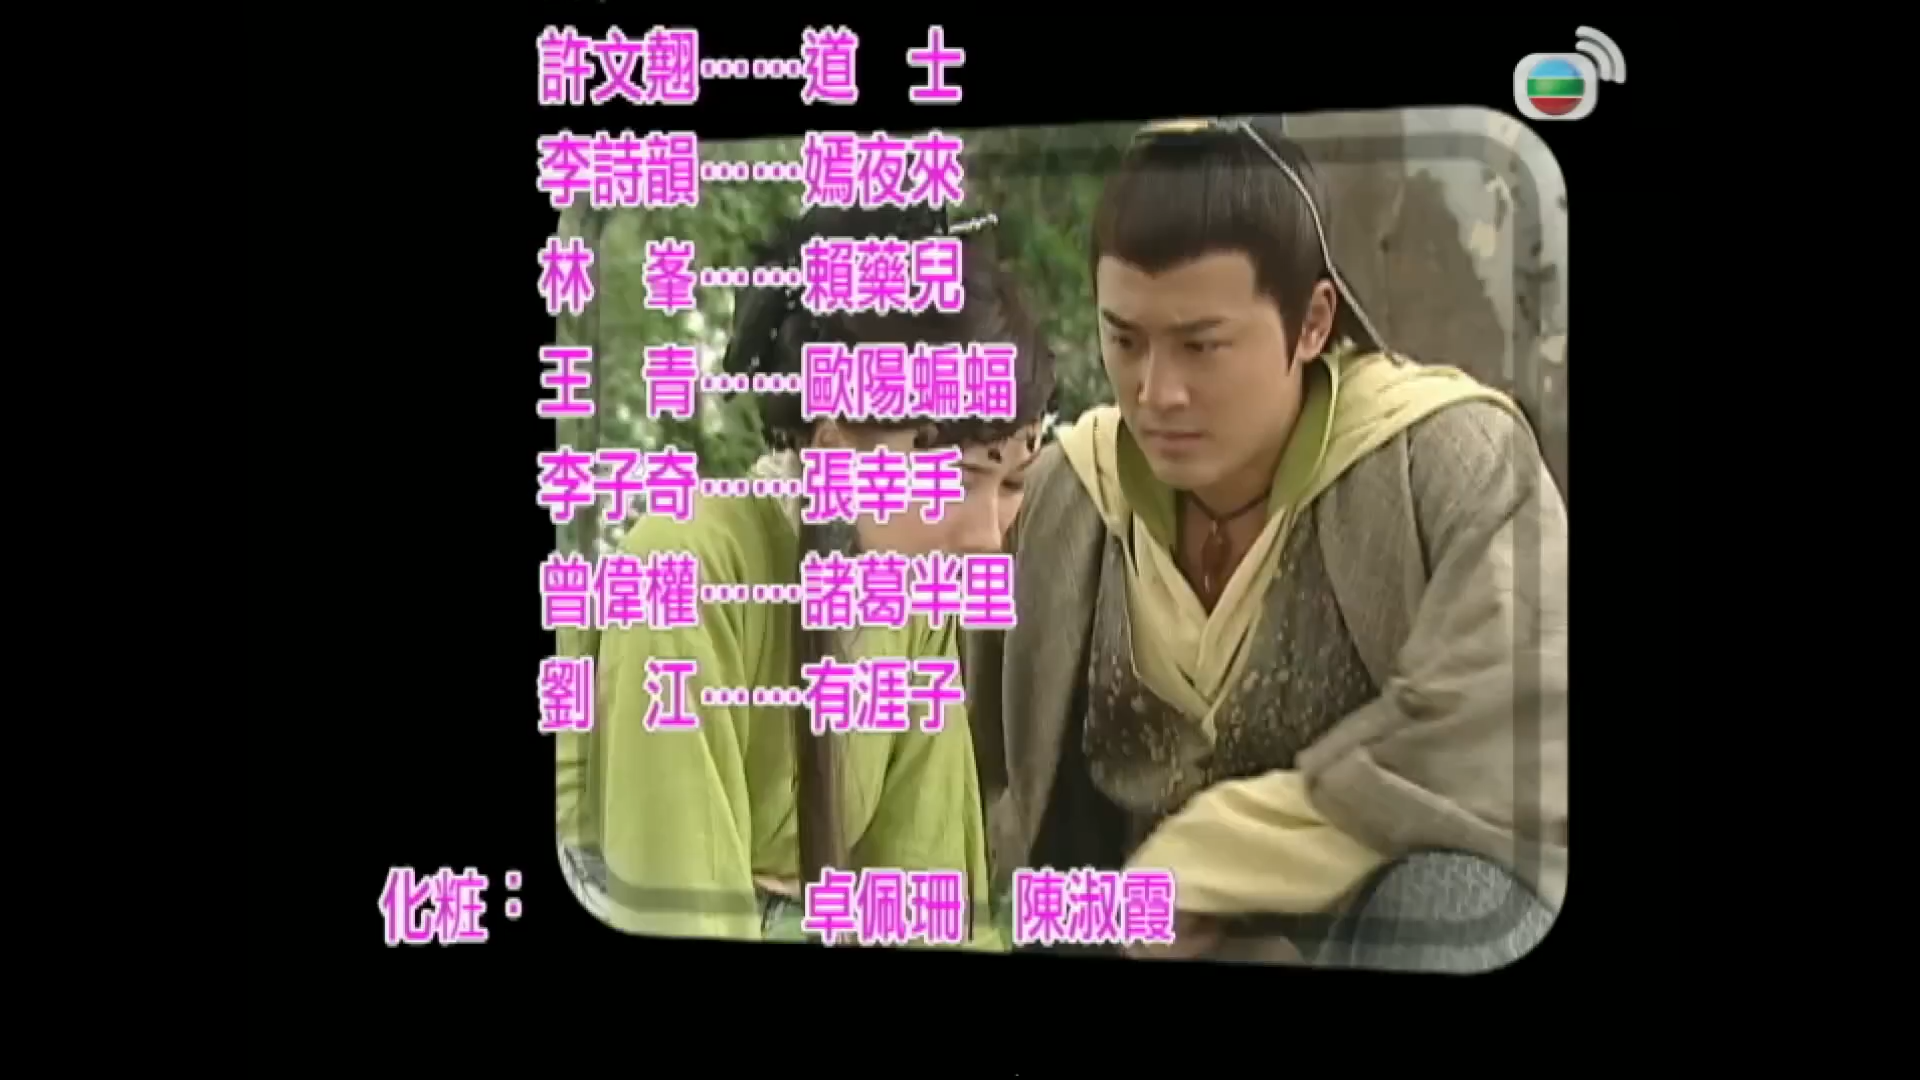 許文翹……道　士
李詩韻……嫣夜來
林　峯……賴藥兒
王　青……歐陽蝙蝠
李子奇……張幸手
曾偉權……諸葛半里
劉　江……有涯子
化粧：　卓佩珊　陳淑霞